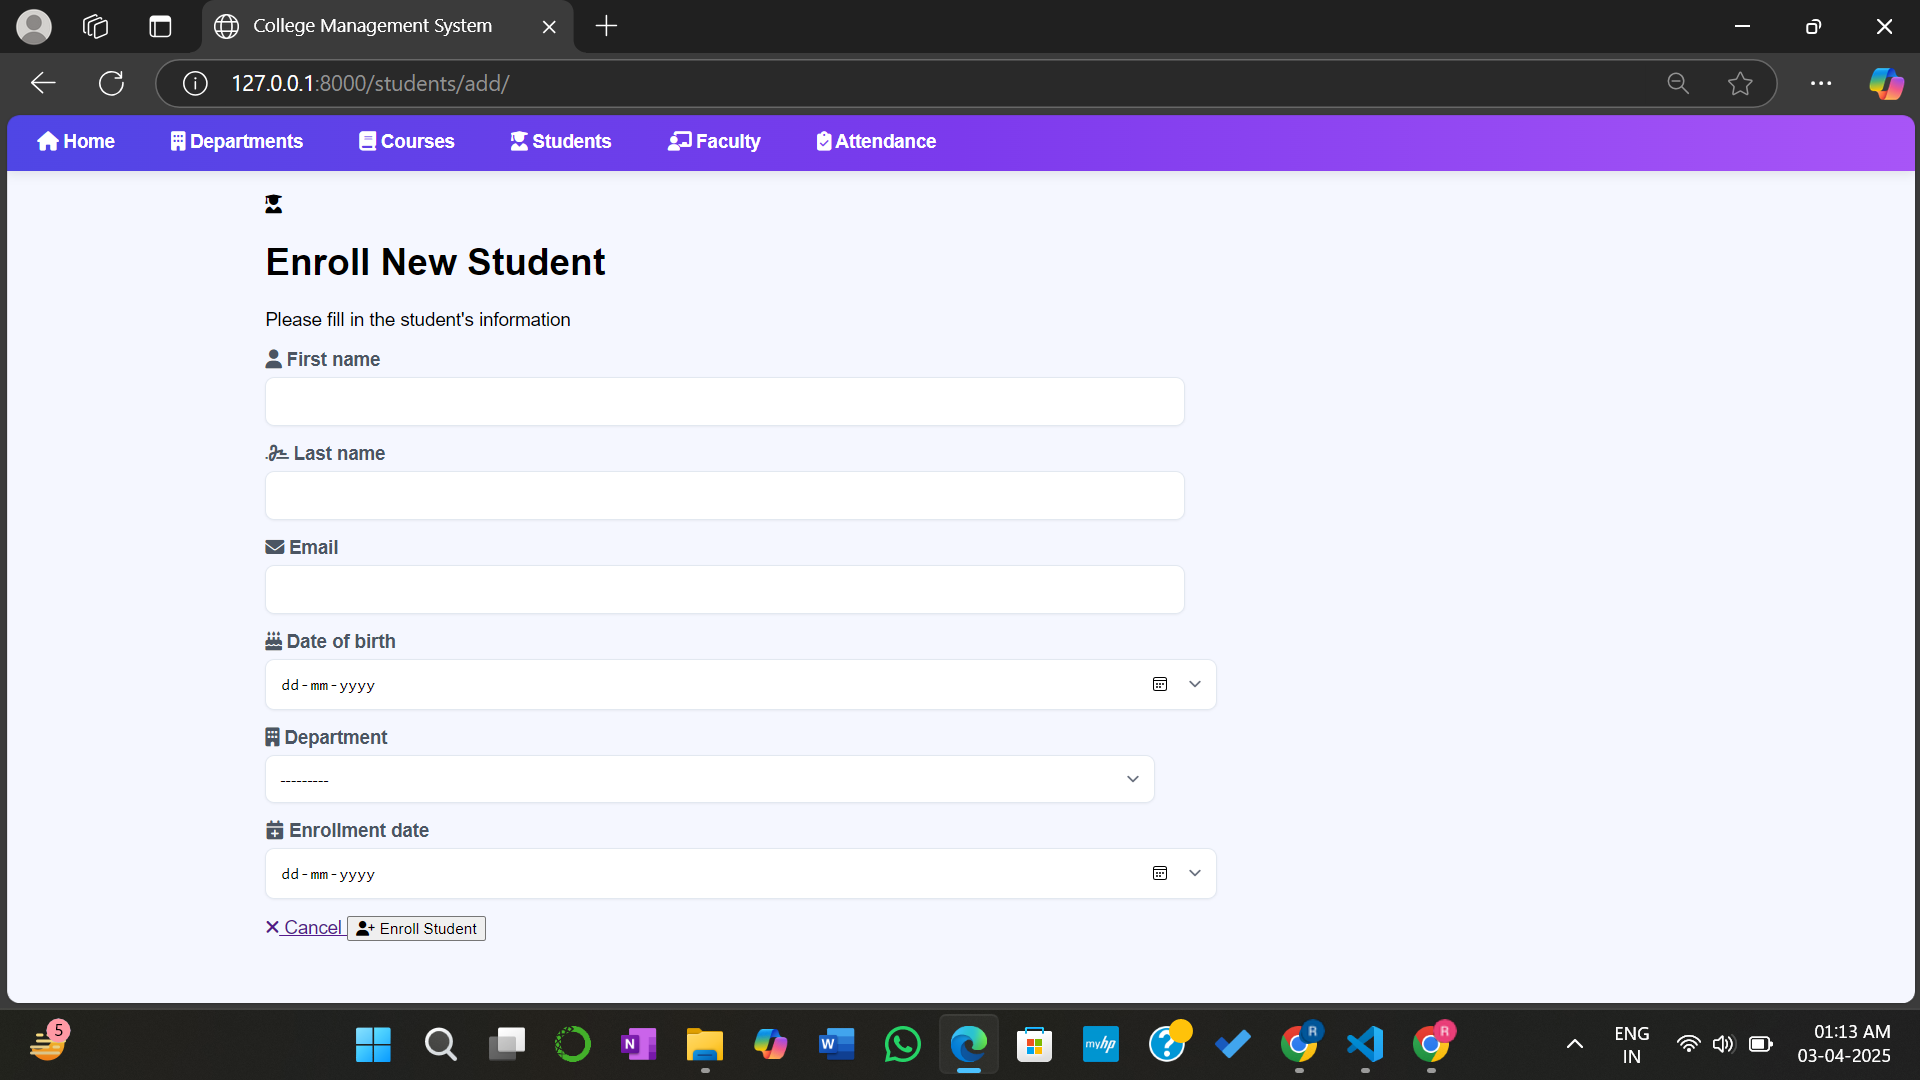 College Management System
127.0.0.1:8000/students/add/
Home Departments Courses Students Faculty Attendance
Enroll New Student
Please fill in the student's information
First name
Last name
Email
Date of birth
dd-mm-yyyy
Department
---------
Enrollment date
dd-mm-yyyy
Cancel Enroll Student
5
N
W
myhp
?
R
R
ENG
IN
01:13 AM
03-04-2025